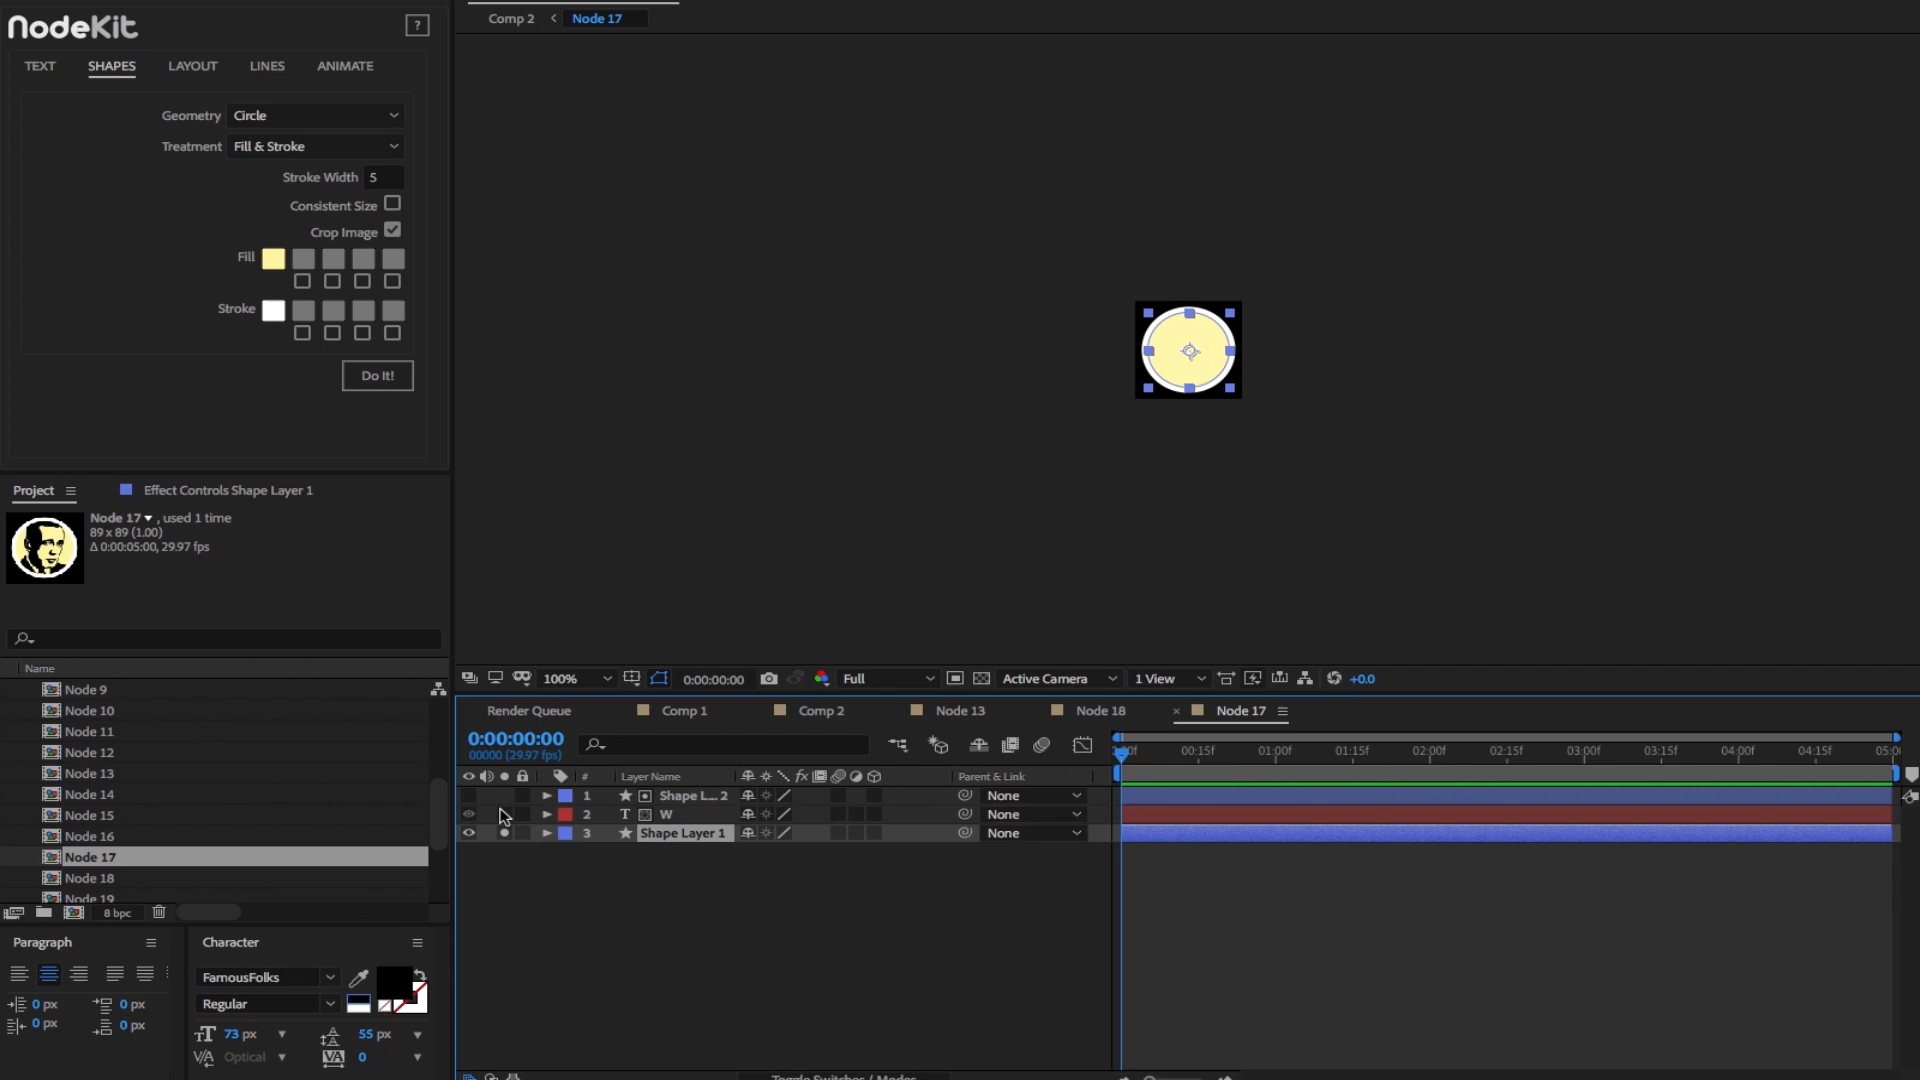 NodeKit
?
TEXT SHAPES LAYOUT LINES ANIMATE
Geometry Circle
Treatment Fill & Stroke
Stroke Width 5
Consistent Size
Crop Image
Fill
Stroke
Do It!
Comp 2 Node 17
Project Effect Controls Shape Layer 1
Node 17 , used 1 time
89 x 89 (1.00)
Δ 0:00:05:00, 29.97 fps
Name
Node 9
Node 10
Node 11
Node 12
Node 13
Node 14
Node 15
Node 16
Node 17
Node 18
Node 19
8 bpc
Paragraph
0 px 0 px
0 px 0 px
Character
FamousFolks
Regular
73 px 55 px
Optical 0
100% 0:00:00:00 Full Active Camera 1 View +0.0
Render Queue Comp 1 Comp 2 Node 13 Node 18 × Node 17
0:00:00:00
00000 (29.97 fps)
00:15f 01:00f 01:15f 02:00f 02:15f 03:00f 03:15f 04:00f 04:15f
# Layer Name fx Parent & Link
1 Shape L... 2 None
2 T W None
3 Shape Layer 1 None
Toggle Switches / Modes